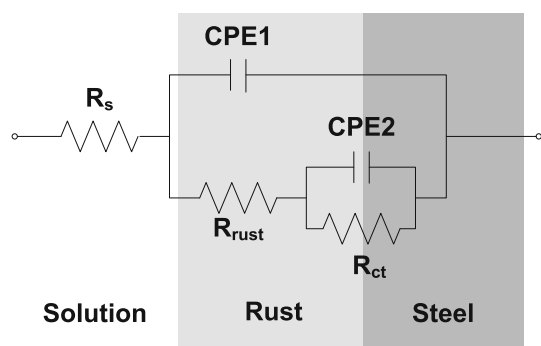 CPE1
Rs
CPE2
Rrust
Rct
Solution Rust Steel